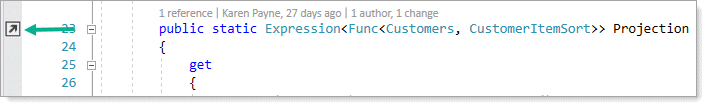 1 reference | Karen Payne, 27 days ago | 1 author, 1 change
23 public static Expression<Func<Customers, CustomerItemSort>> Projection
24 {
25 get
26 {